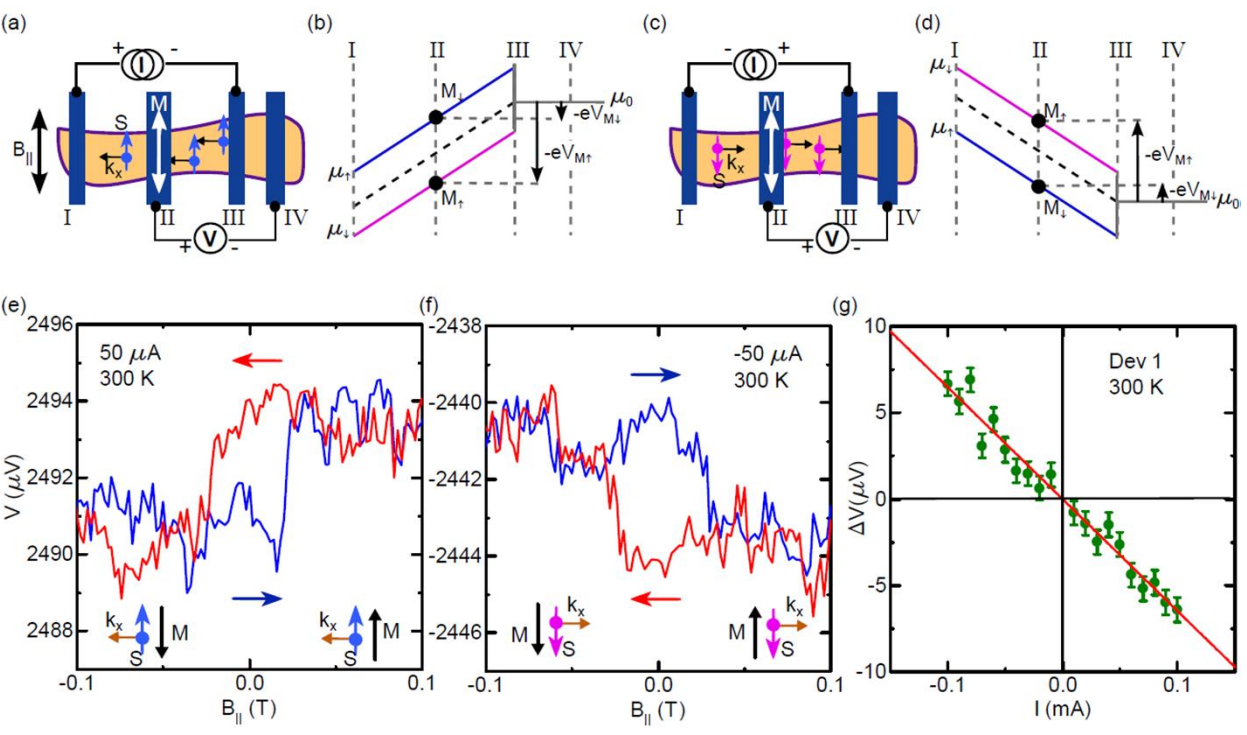 (a)
+ I -
M
S
B||
kx
I II III IV
+ V -
(b)
I II III IV
M↓
μ0
-eVM↓
-eVM↑
μ↑
M↑
μ↓
(c)
- I +
M
kx
S
I II III IV
+ V -
(d)
I II III IV
μ↓
M↑
-eVM↑
μ↑
-eVM↓
μ00
M↓
(e)
2496
2494
2492
2490
2488
V (μV)
50 μA
300 K
kx
M
S
kx
M
S
-0.1 0.0 0.1
B|| (T)
(f)
-2438
-2440
-2442
-2444
-2446
-50 μA
300 K
kx
M
S
kx
M
S
-0.1 0.0 0.1
B|| (T)
(g)
10
5
0
-5
-10
ΔV(μV)
Dev 1
300 K
-0.1 0.0 0.1
I (mA)